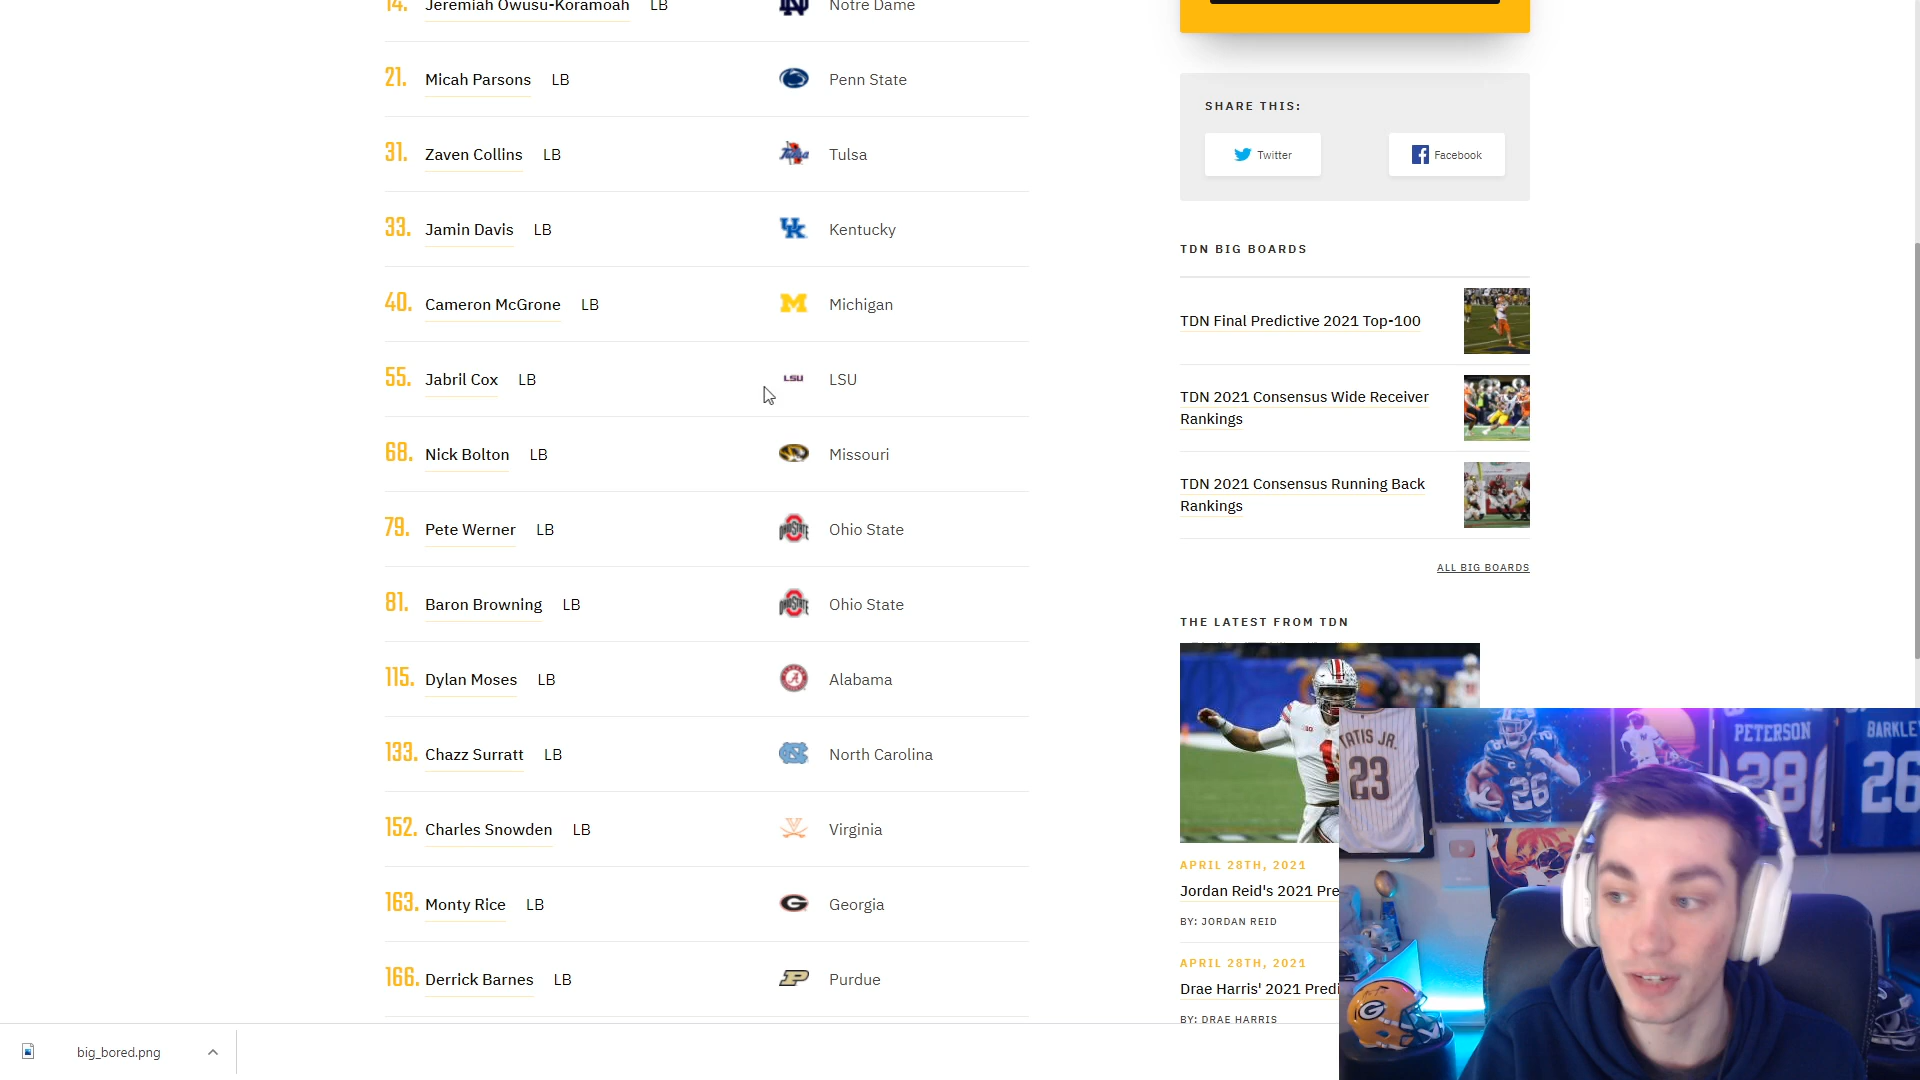 14. Jeremiah Owusu-Koramoah LB Notre Dame
21. Micah Parsons LB Penn State
31. Zaven Collins LB Tulsa
33. Jamin Davis LB Kentucky
40. Cameron McGrone LB Michigan
55. Jabril Cox LB LSU LSU
68. Nick Bolton LB Missouri
79. Pete Werner LB Ohio State
81. Baron Browning LB Ohio State
115. Dylan Moses LB Alabama
133. Chazz Surratt LB North Carolina
152. Charles Snowden LB Virginia
163. Monty Rice LB Georgia
166. Derrick Barnes LB Purdue
SHARE THIS:
Twitter
Facebook
TDN BIG BOARDS
TDN Final Predictive 2021 Top-100
TDN 2021 Consensus Wide Receiver
Rankings
TDN 2021 Consensus Running Back
Rankings
ALL BIG BOARDS
THE LATEST FROM TDN
APRIL 28TH, 2021
Jordan Reid's 2021 Pre
BY: JORDAN REID
APRIL 28TH, 2021
Drae Harris' 2021 Predi
BY: DRAE HARRIS
TATIS JR.
23
26
PETERSON
28
BARKLE
26
big_bored.png